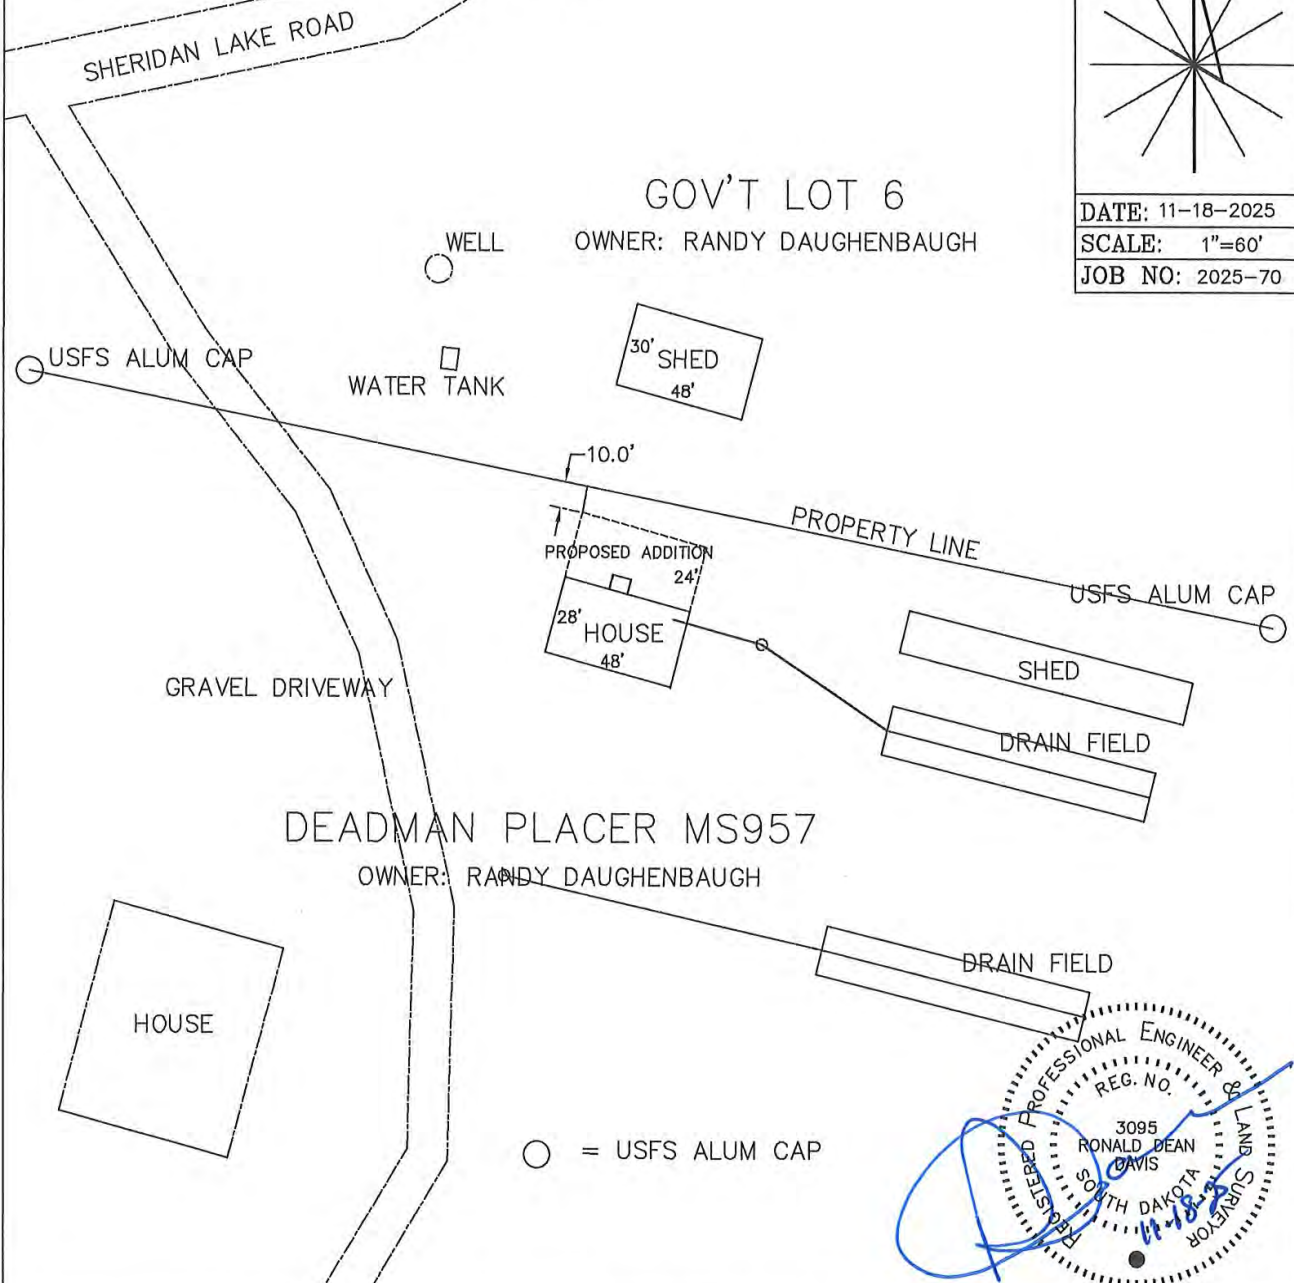 SHERIDAN LAKE ROAD
DATE: 11-18-2025
SCALE: 1"=60'
JOB NO: 2025-70
GOV'T LOT 6
OWNER: RANDY DAUGHENBAUGH
WELL
USFS ALUM CAP
WATER TANK
30'
SHED
48'
10.0'
PROPERTY LINE
PROPOSED ADDITION
24'
USFS ALUM CAP
28'
HOUSE
48'
SHED
GRAVEL DRIVEWAY
DRAIN FIELD
DEADMAN PLACER MS957
OWNER: RANDY DAUGHENBAUGH
DRAIN FIELD
HOUSE
= USFS ALUM CAP
REGISTERED PROFESSIONAL ENGINEER & LAND SURVEYOR
REG. NO.
3095
RONALD DEAN
DAVIS
SOUTH DAKOTA
11-18-25